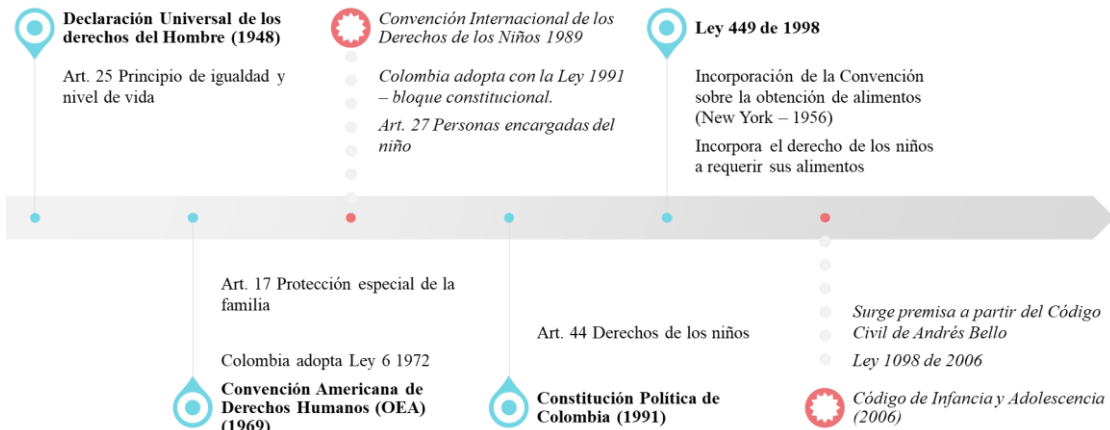 Declaración Universal de los
derechos del Hombre (1948)
Art. 25 Principio de igualdad y
nivel de vida
Convención Internacional de los
Derechos de los Niños 1989
Colombia adopta con la Ley 1991
– bloque constitucional.
Art. 27 Personas encargadas del
niño
Ley 449 de 1998
Incorporación de la Convención
sobre la obtención de alimentos
(New York – 1956)
Incorpora el derecho de los niños
a requerir sus alimentos
Art. 17 Protección especial de la
familia
Colombia adopta Ley 6 1972
Convención Americana de
Derechos Humanos (OEA)
(1969)
Art. 44 Derechos de los niños
Constitución Política de
Colombia (1991)
Surge premisa a partir del Código
Civil de Andrés Bello
Ley 1098 de 2006
Código de Infancia y Adolescencia
(2006)